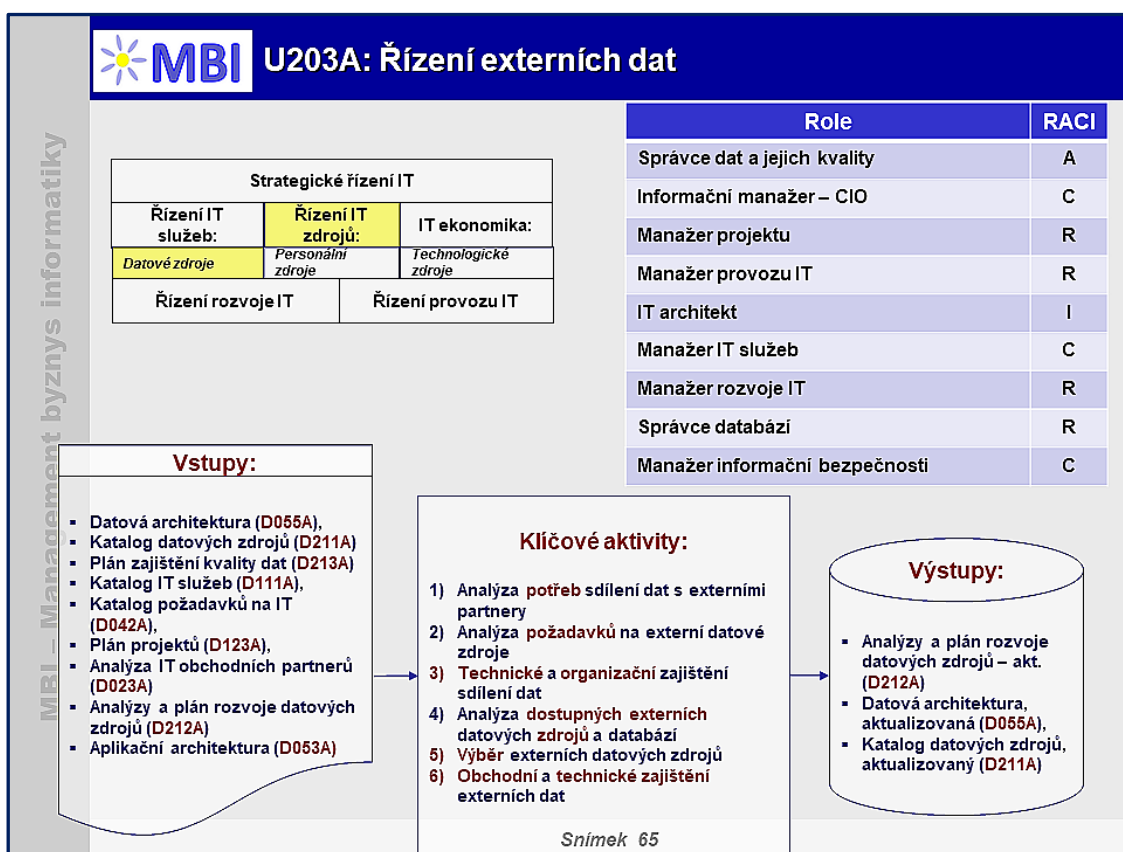 MBI
U203A: Řízení externích dat
MBI – Management byznys informatiky
Strategické řízení IT
Řízení IT
služeb:
Řízení IT
zdrojů:
IT ekonomika:
Datové zdroje
Personální
zdroje
Technologické
zdroje
Řízení rozvoje IT
Řízení provozu IT
Role RACI
Správce dat a jejich kvality A
Informační manažer – CIO C
Manažer projektu R
Manažer provozu IT R
IT architekt I
Manažer IT služeb C
Manažer rozvoje IT R
Správce databází R
Manažer informační bezpečnosti C
Vstupy:
▪ Datová architektura (D055A),
▪ Katalog datových zdrojů (D211A)
▪ Plán zajištění kvality dat (D213A)
▪ Katalog IT služeb (D111A),
▪ Katalog požadavků na IT
(D042A),
▪ Plán projektů (D123A),
▪ Analýza IT obchodních partnerů
(D023A)
▪ Analýzy a plán rozvoje datových
zdrojů (D212A)
▪ Aplikační architektura (D053A)
Klíčové aktivity:
1) Analýza potřeb sdílení dat s externími
partnery
2) Analýza požadavků na externí datové
zdroje
3) Technické a organizační zajištění
sdílení dat
4) Analýza dostupných externích
datových zdrojů a databází
5) Výběr externích datových zdrojů
6) Obchodní a technické zajištění
externích dat
Výstupy:
▪ Analýzy a plán rozvoje
datových zdrojů – akt.
(D212A)
▪ Datová architektura,
aktualizovaná (D055A),
▪ Katalog datových zdrojů,
aktualizovaný (D211A)
Snímek 65